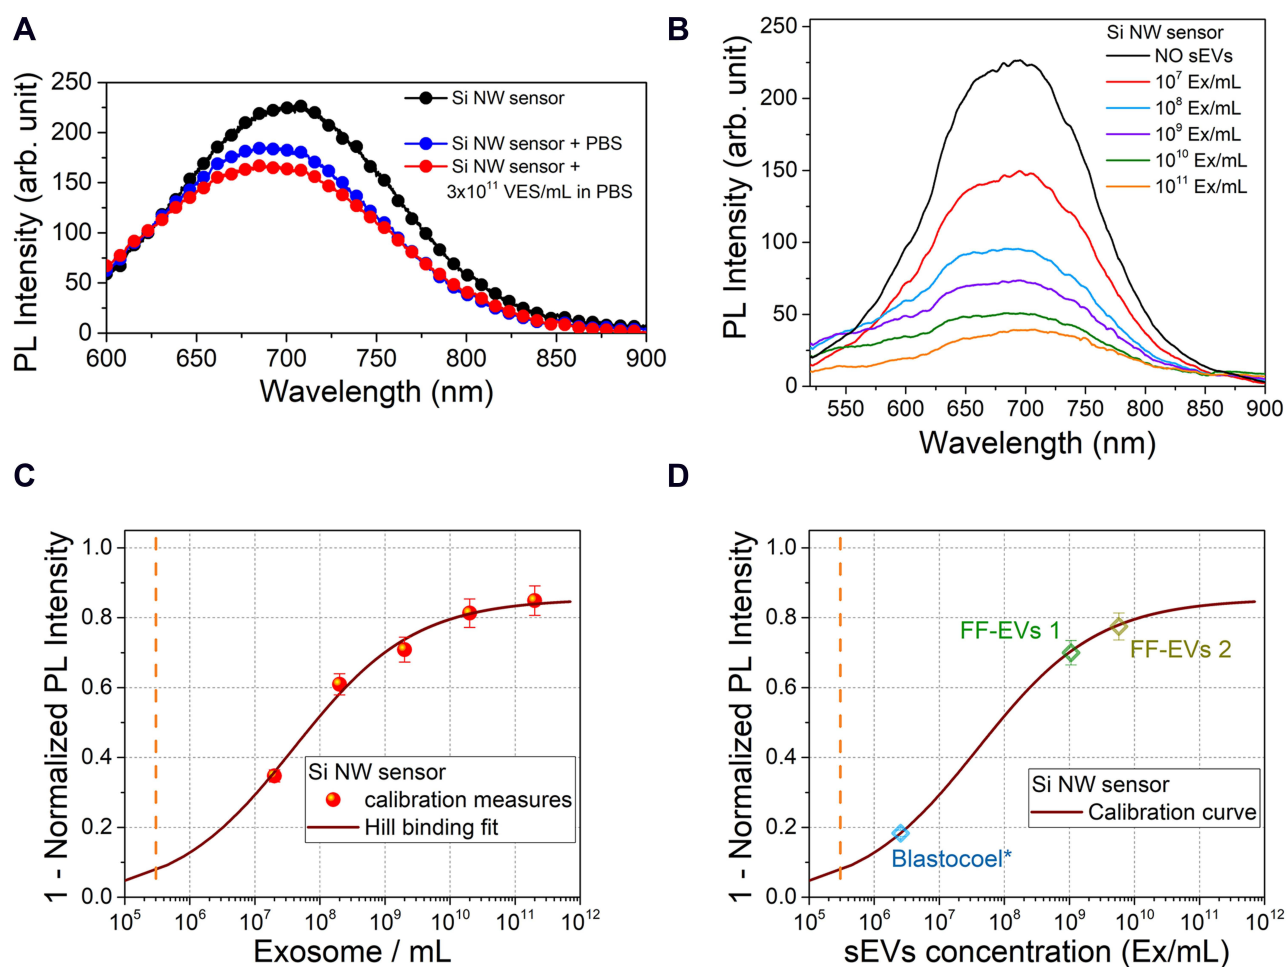 A
PL Intensity (arb. unit)
250
200
150
100
50
0
600
650
700
750
800
850
900
Wavelength (nm)
Si NW sensor
Si NW sensor + PBS
Si NW sensor +
3x10¹¹ VES/mL in PBS
B
PL Intensity (arb. unit)
250
200
150
100
50
0
550
600
650
700
750
800
850
900
Wavelength (nm)
Si NW sensor
NO sEVs
10⁷ Ex/mL
10⁸ Ex/mL
10⁹ Ex/mL
10¹⁰ Ex/mL
10¹¹ Ex/mL
C
1 - Normalized PL Intensity
1.0
0.8
0.6
0.4
0.2
0.0
10⁵
10⁶
10⁷
10⁸
10⁹
10¹⁰
10¹¹
10¹²
Exosome / mL
Si NW sensor
calibration measures
Hill binding fit
D
1 - Normalized PL Intensity
1.0
0.8
0.6
0.4
0.2
0.0
10⁵
10⁶
10⁷
10⁸
10⁹
10¹⁰
10¹¹
10¹²
sEVs concentration (Ex/mL)
FF-EVs 1
FF-EVs 2
Blastocoel*
Si NW sensor
Calibration curve